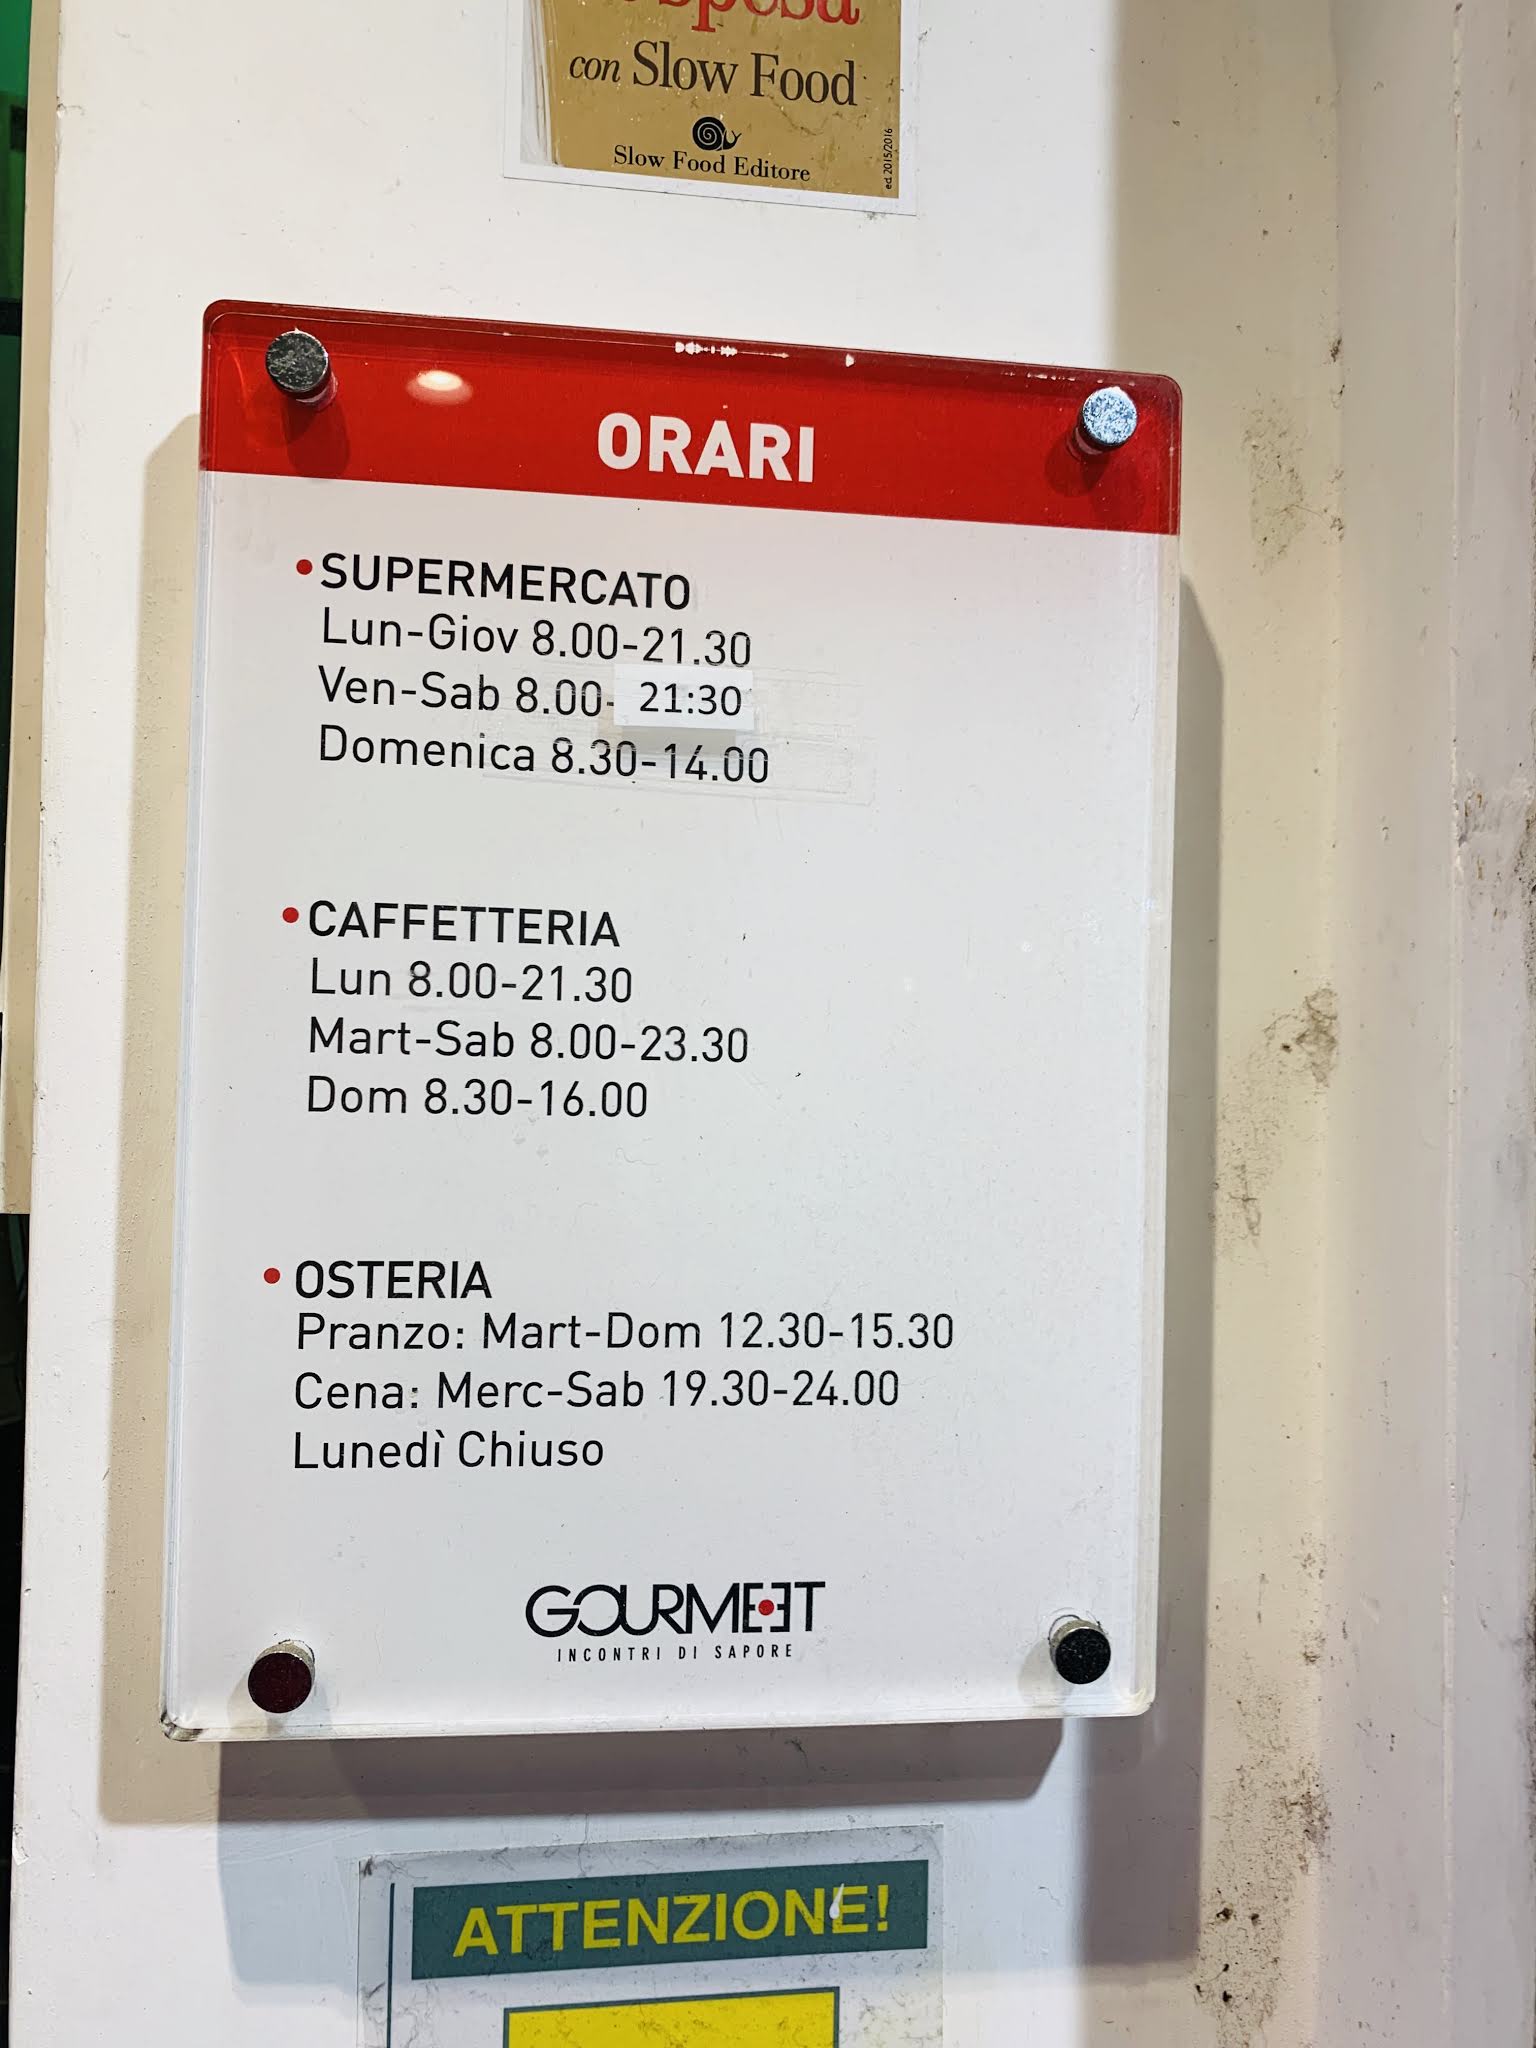 con Slow Food
Slow Food Editore
ed. 2015/2016
ORARI
•SUPERMERCATO
Lun-Giov 8.00-21.30
Ven-Sab 8.00- 21:30
Domenica 8.30-14.00
•CAFFETTERIA
Lun 8.00-21.30
Mart-Sab 8.00-23.30
Dom 8.30-16.00
• OSTERIA
Pranzo: Mart-Dom 12.30-15.30
Cena: Merc-Sab 19.30-24.00
Lunedì Chiuso
GOURMEET
INCONTRI DI SAPORE
ATTENZIONE!